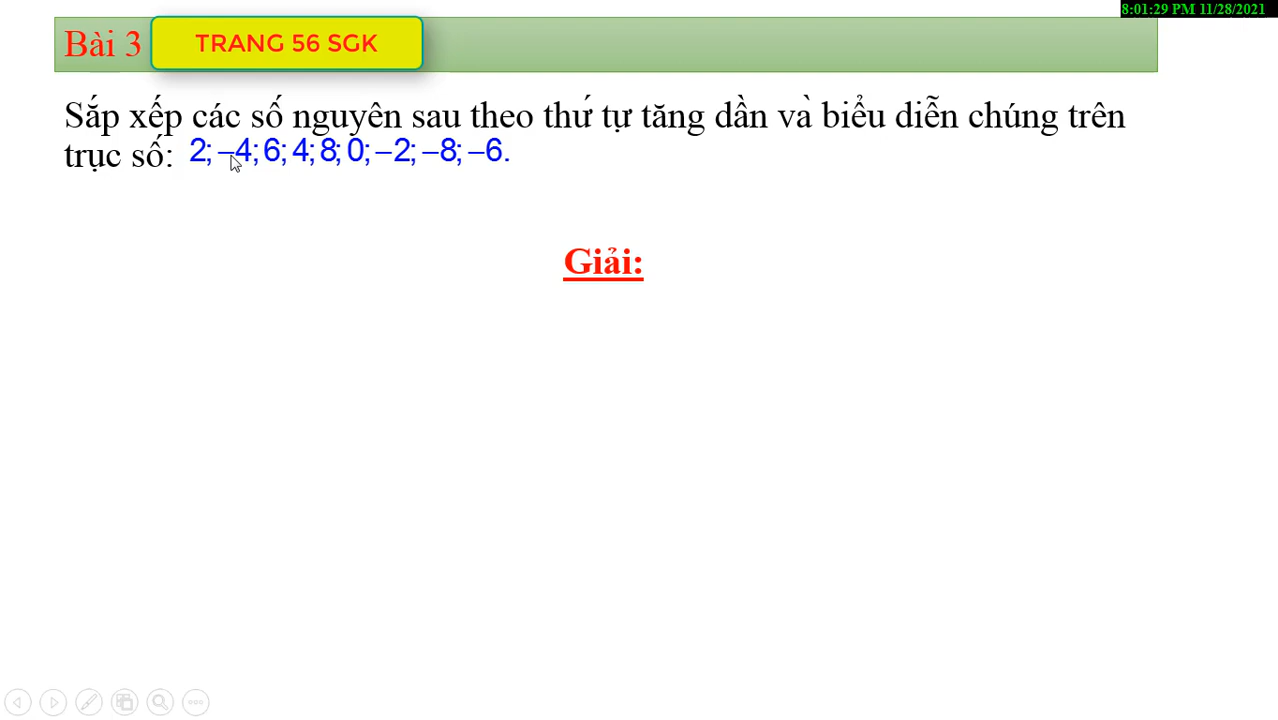 8:01:29 PM 11/28/2021
Bài 3 TRANG 56 SGK
Sắp xếp các số nguyên sau theo thứ tự tăng dần và biểu diễn chúng trên
trục số: 2; −4; 6; 4; 8; 0; −2; −8; −6.
Giải: